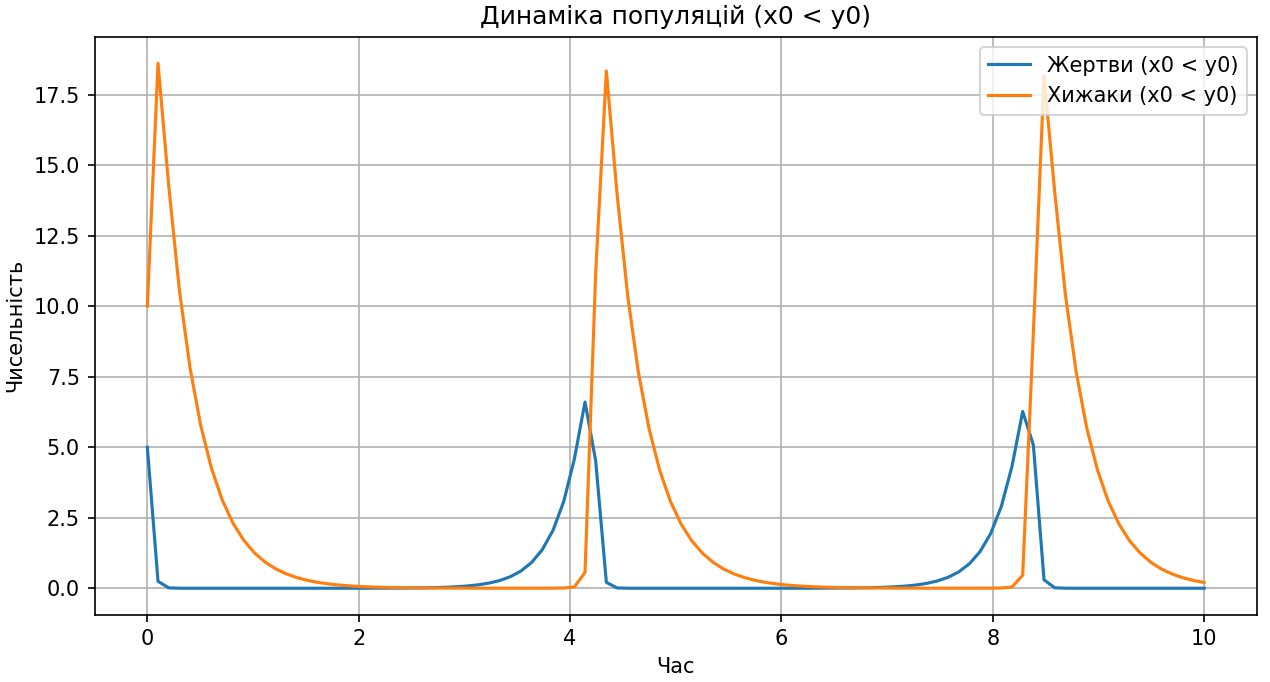 Динаміка популяцій (x0 < y0)
Жертви (x0 < y0)
Хижаки (x0 < y0)
Чисельність
17.5
15.0
12.5
10.0
7.5
5.0
2.5
0.0
0 2 4 6 8 10
Час